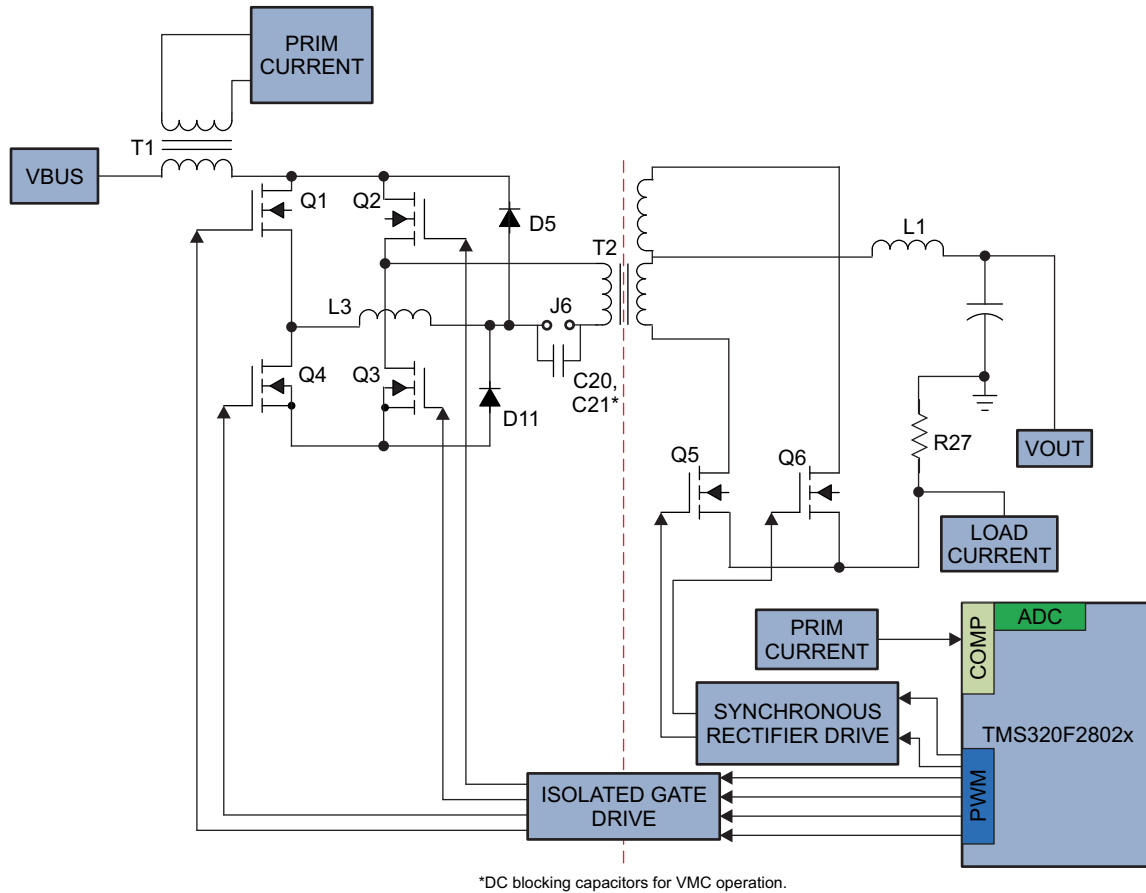 PRIM
CURRENT
T1
VBUS
Q1
Q2
D5
T2
L1
L3
J6
Q4
Q3
C20,
C21*
D11
R27
VOUT
Q5
Q6
LOAD
CURRENT
PRIM
CURRENT
COMP
ADC
SYNCHRONOUS
RECTIFIER DRIVE
TMS320F2802x
ISOLATED GATE
DRIVE
PWM
*DC blocking capacitors for VMC operation.